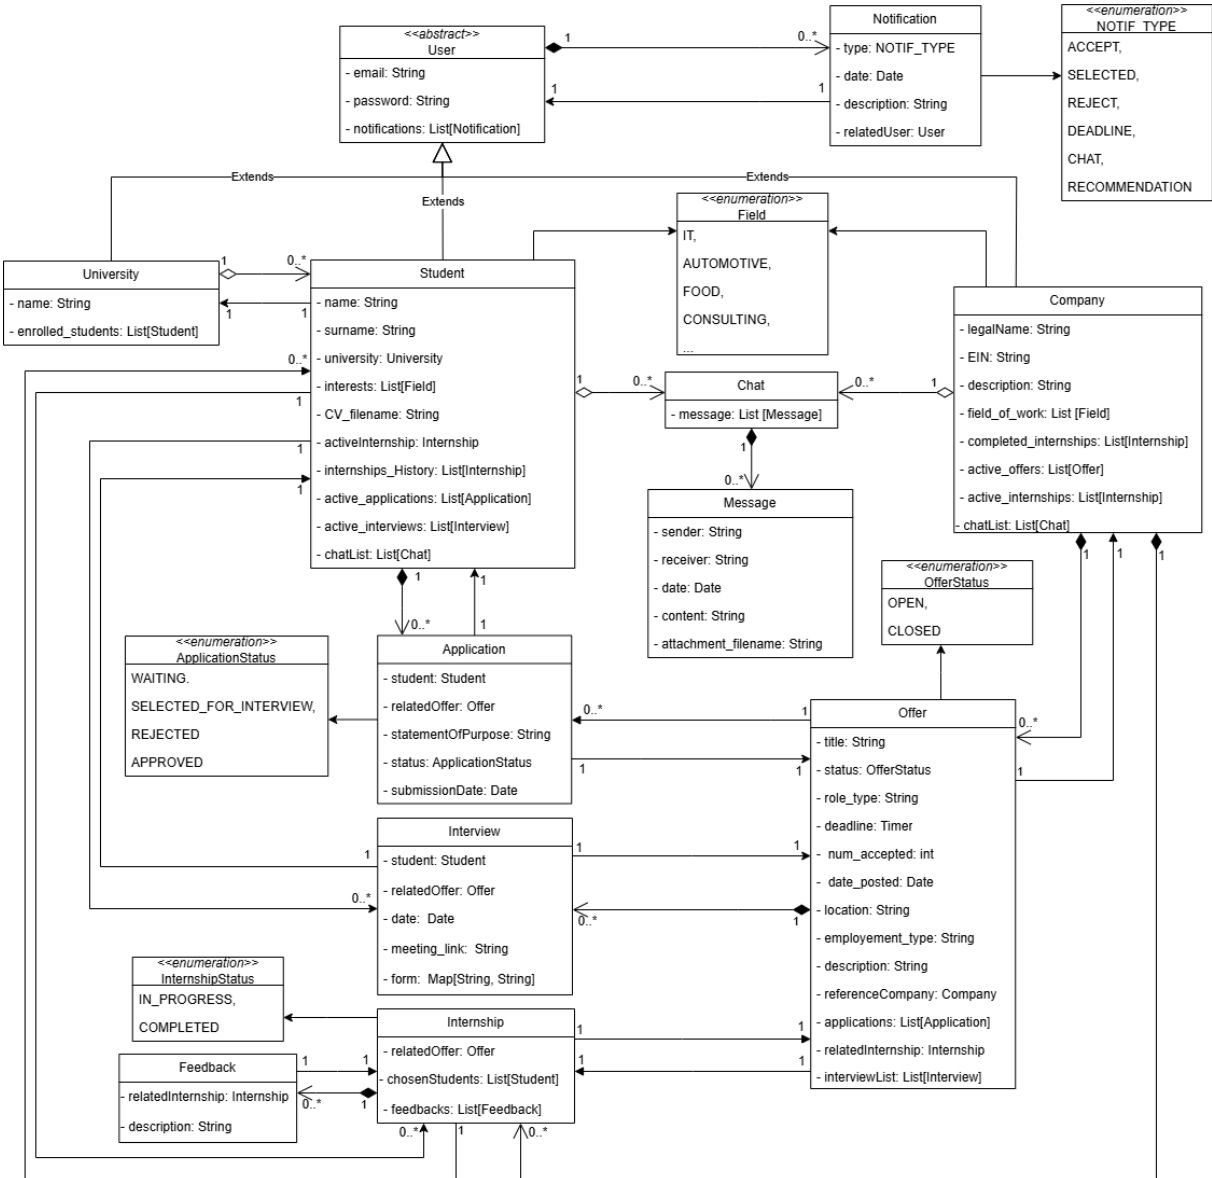 <<abstract>>
User
- email: String
- password: String
- notifications: List[Notification]
1
0..*
1
1
Notification
- type: NOTIF_TYPE
- date: Date
- description: String
- relatedUser: User
<<enumeration>>
NOTIF_TYPE
ACCEPT,
SELECTED,
REJECT,
DEADLINE,
CHAT,
RECOMMENDATION
Extends
Extends
Extends
<<enumeration>>
Field
IT,
AUTOMOTIVE,
FOOD,
CONSULTING,
...
University
- name: String
- enrolled_students: List[Student]
1
0..*
1
1
0..*
1
1
1
Student
- name: String
- surname: String
- university: University
- interests: List[Field]
- CV_filename: String
- activeInternship: Internship
- internships_History: List[Internship]
- active_applications: List[Application]
- active_interviews: List[Interview]
- chatList: List[Chat]
1
0..*
Chat
- message: List [Message]
0..*
1
1
0..*
Company
- legalName: String
- EIN: String
- description: String
- field_of_work: List [Field]
- completed_internships: List[Internship]
- active_offers: List[Offer]
- active_internships: List[Internship]
- chatList: List[Chat]
1
1
1
Message
- sender: String
- receiver: String
- date: Date
- content: String
- attachment_filename: String
<<enumeration>>
OfferStatus
OPEN,
CLOSED
1
1
0..*
1
<<enumeration>>
ApplicationStatus
WAITING.
SELECTED_FOR_INTERVIEW,
REJECTED
APPROVED
Application
- student: Student
- relatedOffer: Offer
- statementOfPurpose: String
- status: ApplicationStatus
- submissionDate: Date
0..*
1
1
1
0..*
1
Offer
- title: String
- status: OfferStatus
- role_type: String
- deadline: Timer
- num_accepted: int
- date_posted: Date
- location: String
- employement_type: String
- description: String
- referenceCompany: Company
- applications: List[Application]
- relatedInternship: Internship
- interviewList: List[Interview]
Interview
- student: Student
- relatedOffer: Offer
- date: Date
- meeting_link: String
- form: Map[String, String]
1
0..*
1
1
0..*
1
<<enumeration>>
InternshipStatus
IN_PROGRESS,
COMPLETED
Internship
- relatedOffer: Offer
- chosenStudents: List[Student]
- feedbacks: List[Feedback]
1
1
1
1
Feedback
- relatedInternship: Internship
- description: String
1
1
0..*
1
0..*
1
0..*